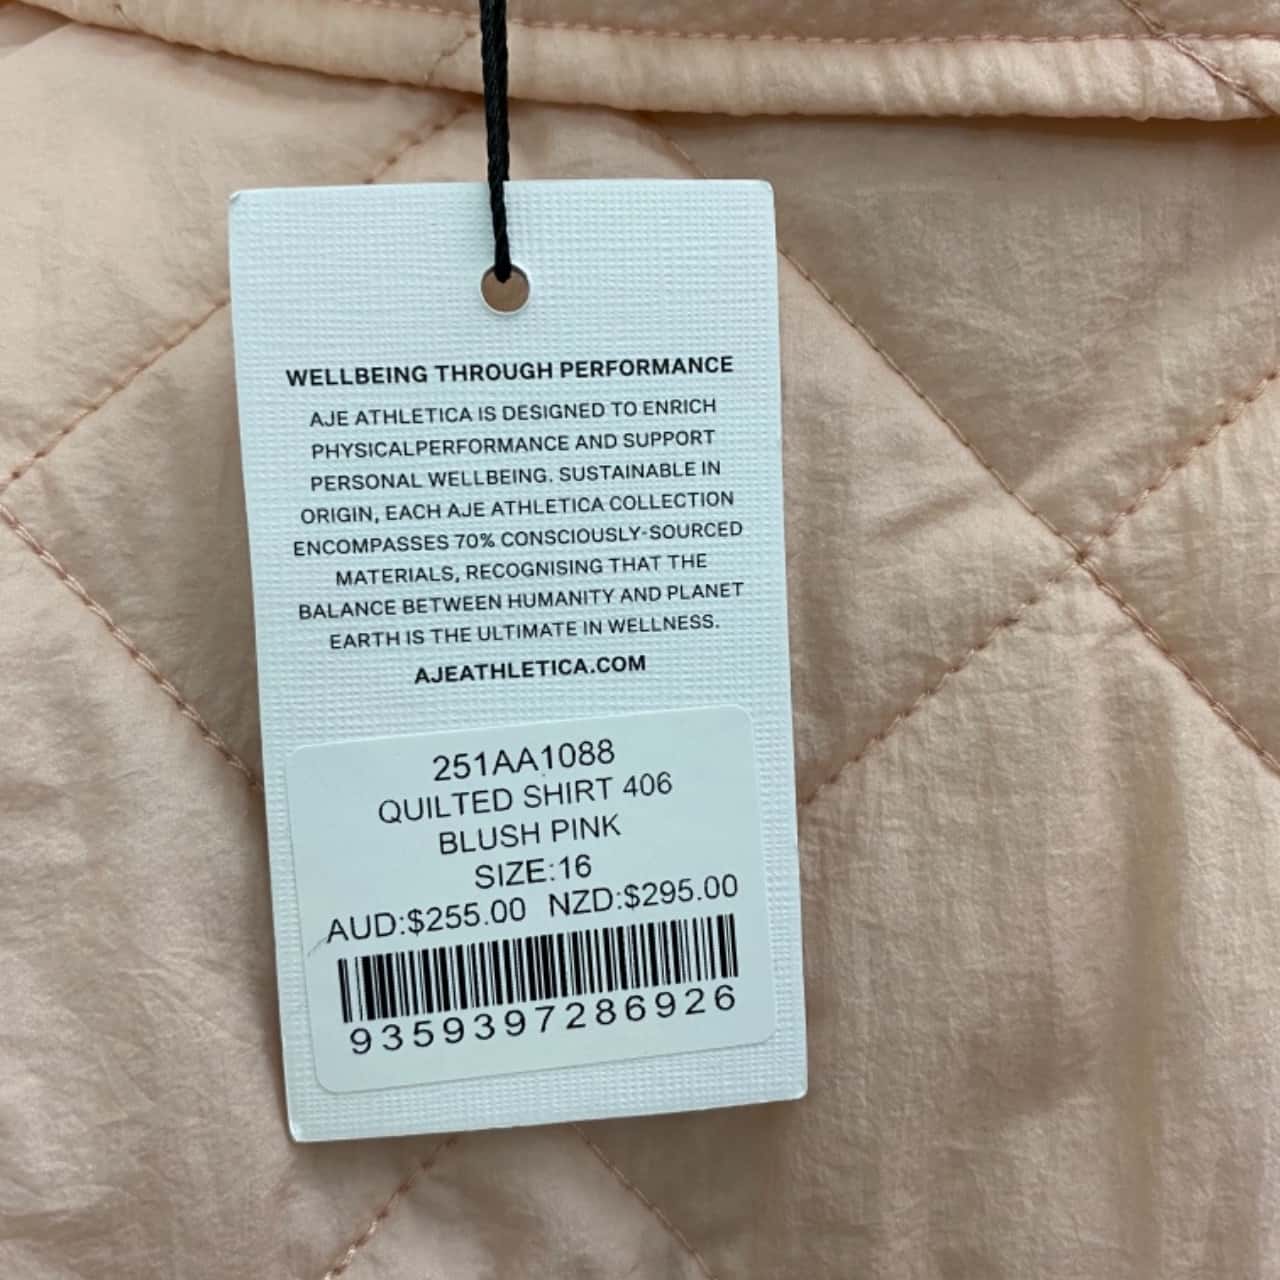 WELLBEING THROUGH PERFORMANCE
AJE ATHLETICA IS DESIGNED TO ENRICH
PHYSICALPERFORMANCE AND SUPPORT
PERSONAL WELLBEING. SUSTAINABLE IN
ORIGIN, EACH AJE ATHLETICA COLLECTION
ENCOMPASSES 70% CONSCIOUSLY-SOURCED
MATERIALS, RECOGNISING THAT THE
BALANCE BETWEEN HUMANITY AND PLANET
EARTH IS THE ULTIMATE IN WELLNESS.
AJEATHLETICA.COM
251AA1088
QUILTED SHIRT 406
BLUSH PINK
SIZE:16
AUD:$255.00 NZD:$295.00
9359397286926